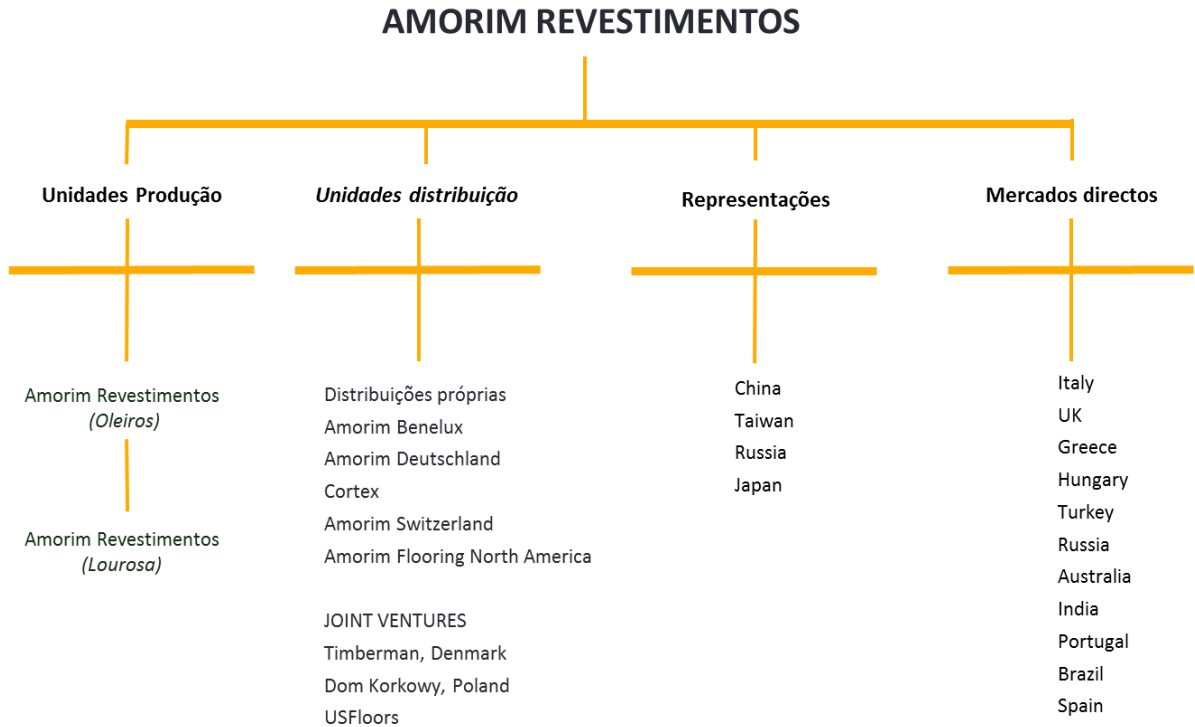 AMORIM REVESTIMENTOS
Unidades Produção
Amorim Revestimentos
(Oleiros)
Amorim Revestimentos
(Lourosa)
Unidades distribuição
Distribuições próprias
Amorim Benelux
Amorim Deutschland
Cortex
Amorim Switzerland
Amorim Flooring North America
JOINT VENTURES
Timberman, Denmark
Dom Korkowy, Poland
USFloors
Representações
China
Taiwan
Russia
Japan
Mercados directos
Italy
UK
Greece
Hungary
Turkey
Russia
Australia
India
Portugal
Brazil
Spain